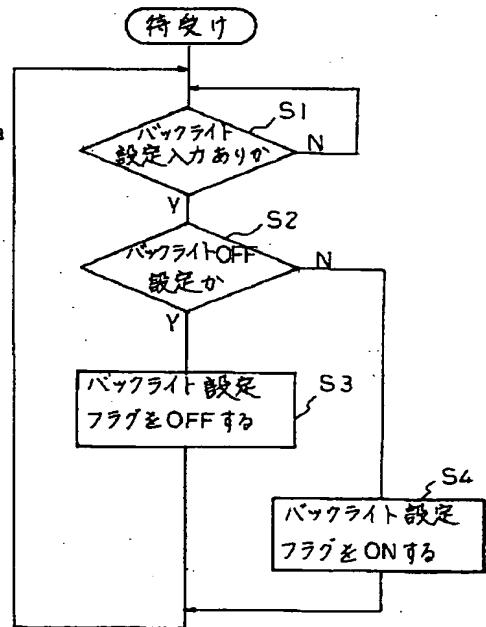 待受け
S1
バックライト
設定入力ありか
N
Y
S2
バックライトOFF
設定か
N
Y
バックライト設定
フラグをOFFする
S3
S4
バックライト設定
フラグをONする